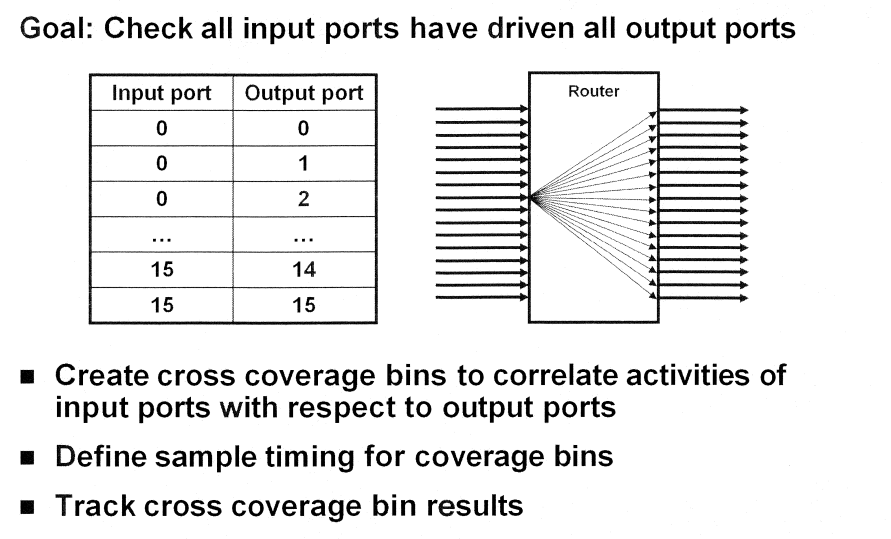 Goal: Check all input ports have driven all output ports
Input port Output port
0 0
0 1
0 2
... ...
15 14
15 15
Router
Create cross coverage bins to correlate activities of
input ports with respect to output ports
Define sample timing for coverage bins
Track cross coverage bin results